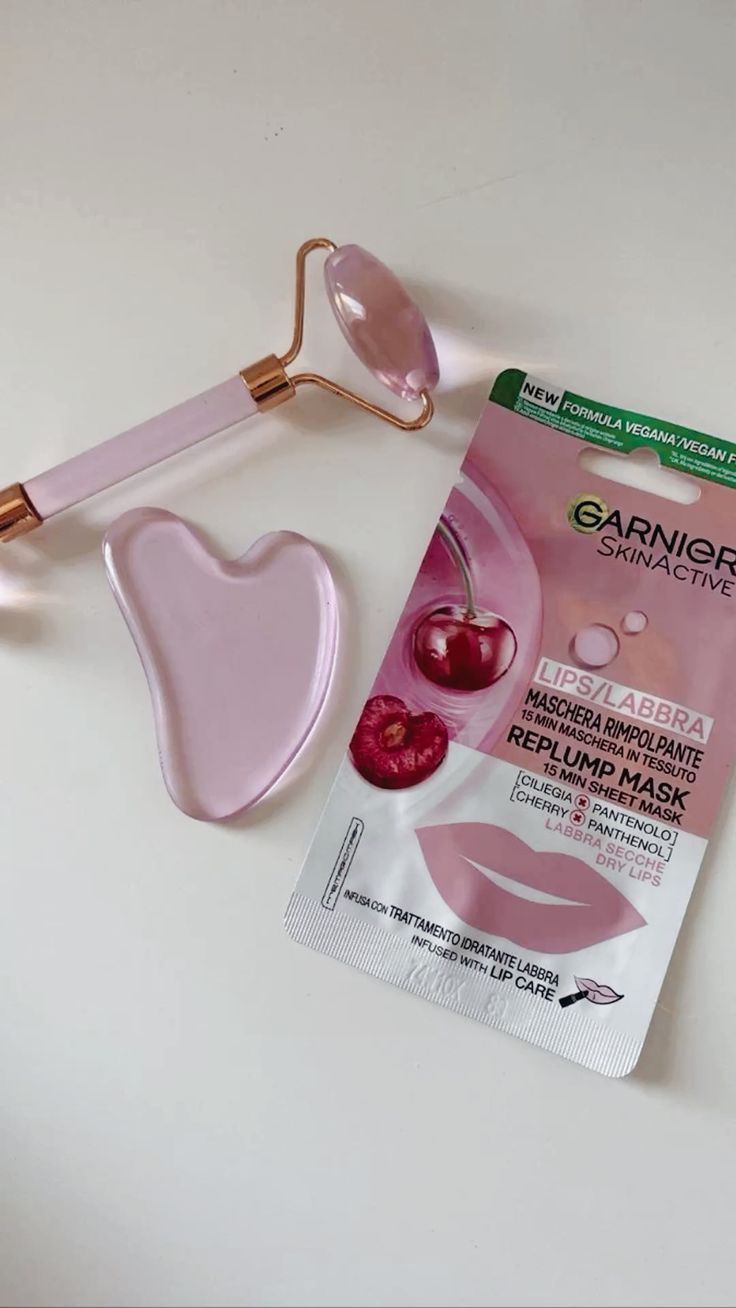 NEW FORMULA VEGANA/VEGAN F
GARNIER
SKINACTIVE
LIPS/LABBRA
MASCHERA RIMPOLPANTE
15 MIN MASCHERA IN TESSUTO
REPLUMP MASK
15 MIN SHEET MASK
[CILIEGIA PANTENOLO]
[CHERRY PANTHENOL]
LABBRA SECCHE
DRY LIPS
INFUSA CON TRATTAMENTO IDRATANTE LABBRA
INFUSED WITH LIP CARE